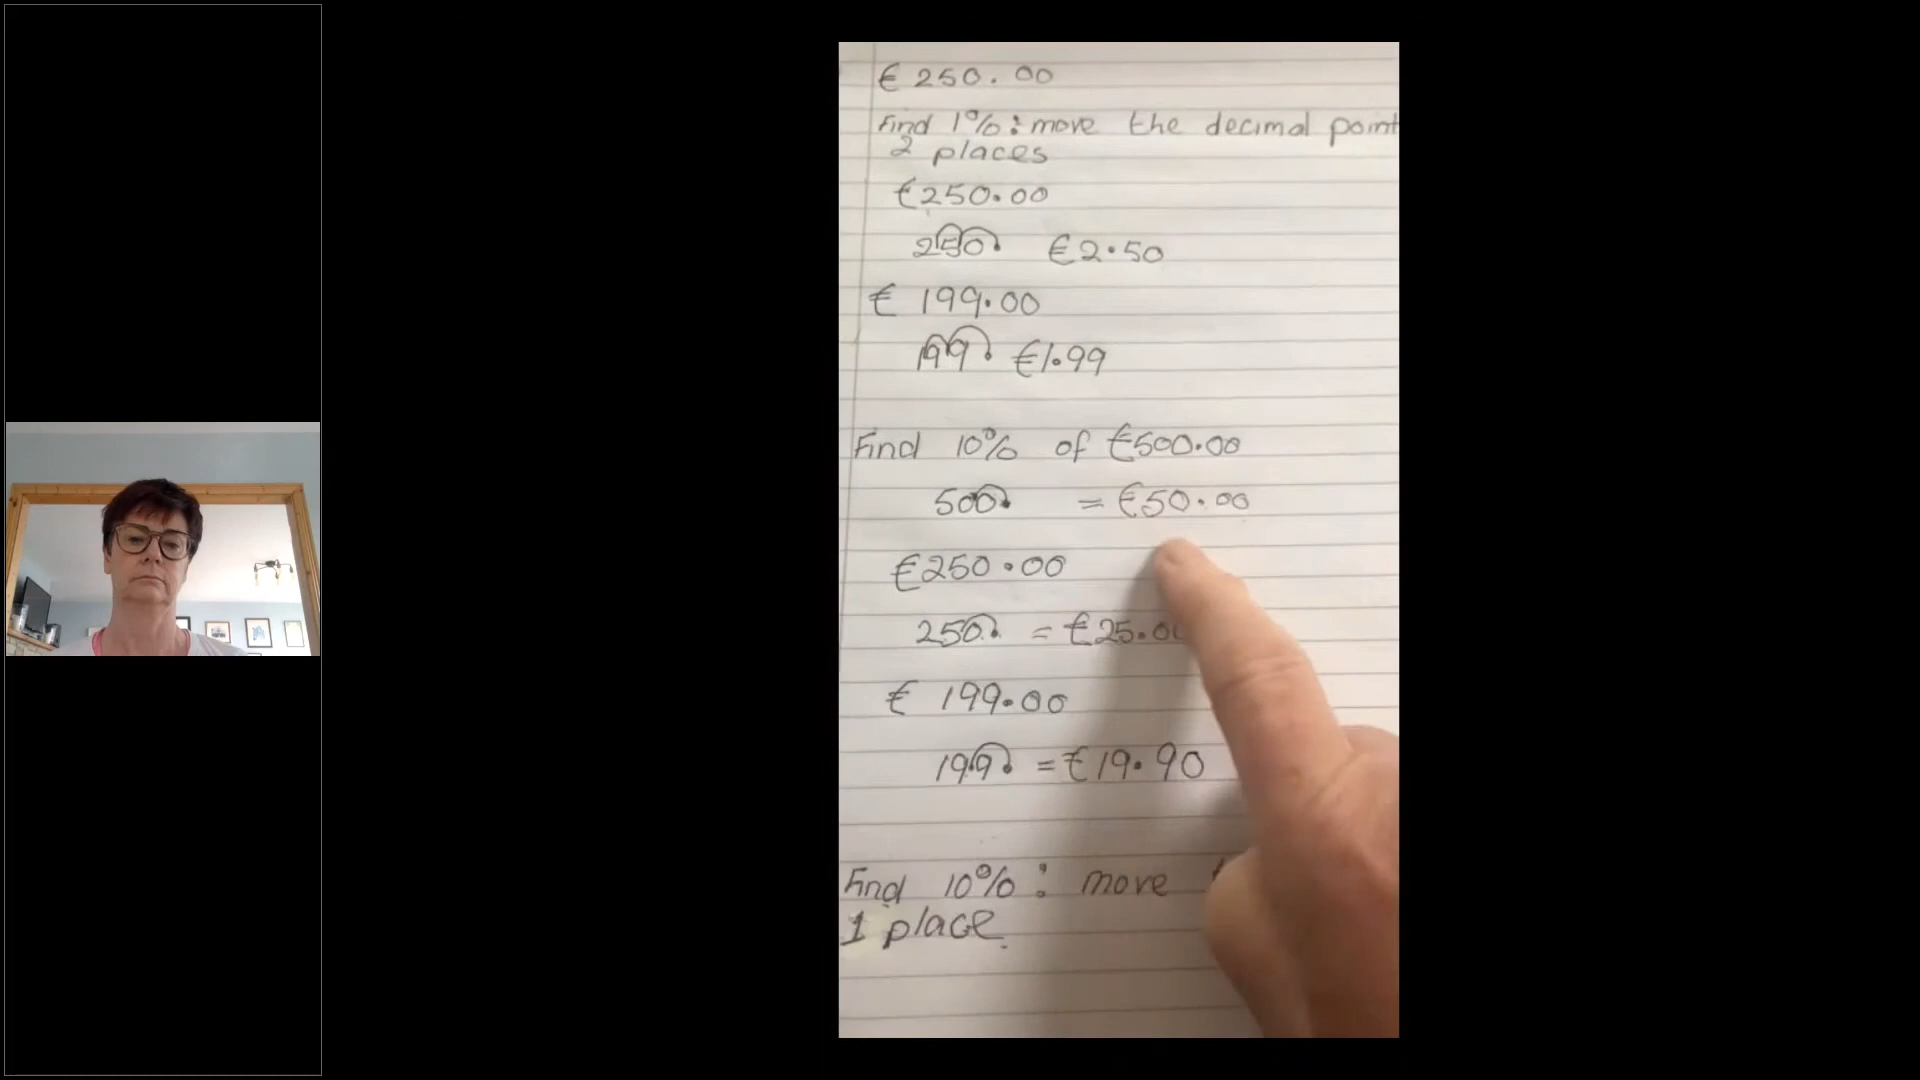 € 250.00
Find 1% : move the decimal point
2 places
€250.00
250. €2.50
€ 199.00
199. €1.99
Find 10% of €500.00
500. = €50.00
€250.00
250. = €25.00
€ 199.00
199. = €19.90
Find 10% : move
1 place.